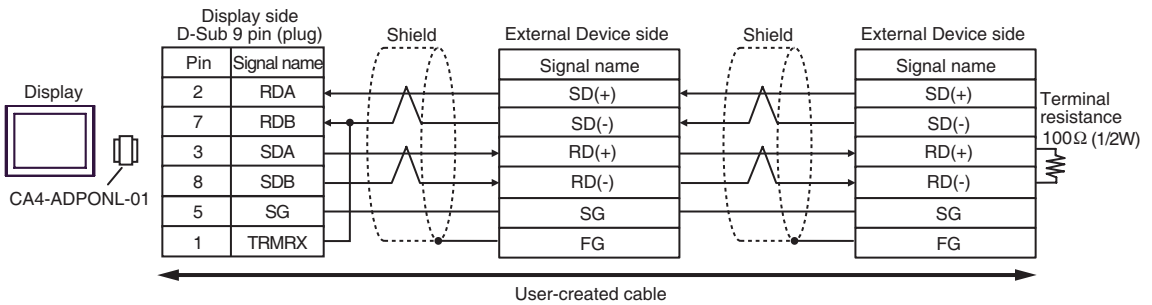 Display side
D-Sub 9 pin (plug)
Shield
External Device side
Shield
External Device side
Pin Signal name
Signal name
Signal name
Display
2 RDA
SD(+)
SD(+)
Terminal
resistance
100Ω (1/2W)
7 RDB
SD(-)
SD(-)
3 SDA
RD(+)
RD(+)
8 SDB
RD(-)
RD(-)
CA4-ADPONL-01
5 SG
SG
SG
1 TRMRX
FG
FG
User-created cable